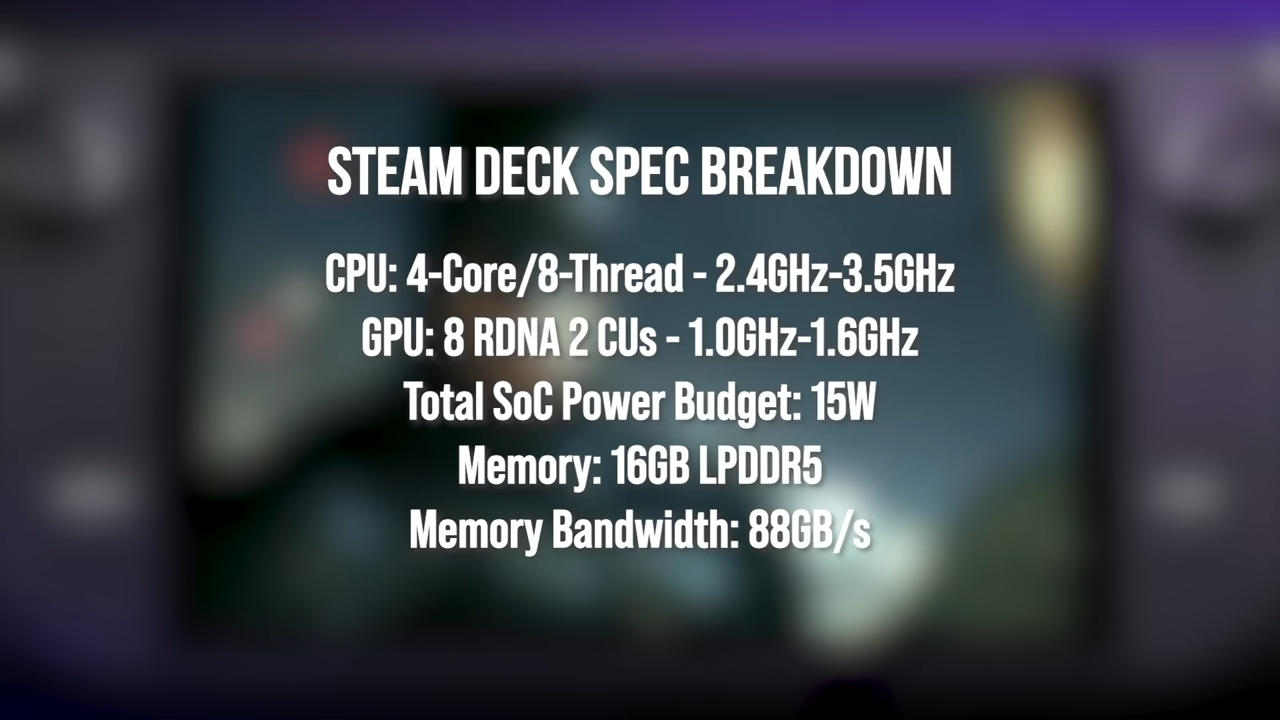 STEAM DECK SPEC BREAKDOWN
CPU: 4-Core/8-Thread - 2.4GHz-3.5GHz
GPU: 8 RDNA 2 CUs - 1.0GHz-1.6GHz
Total SoC Power Budget: 15W
Memory: 16GB LPDDR5
Memory Bandwidth: 88GB/s